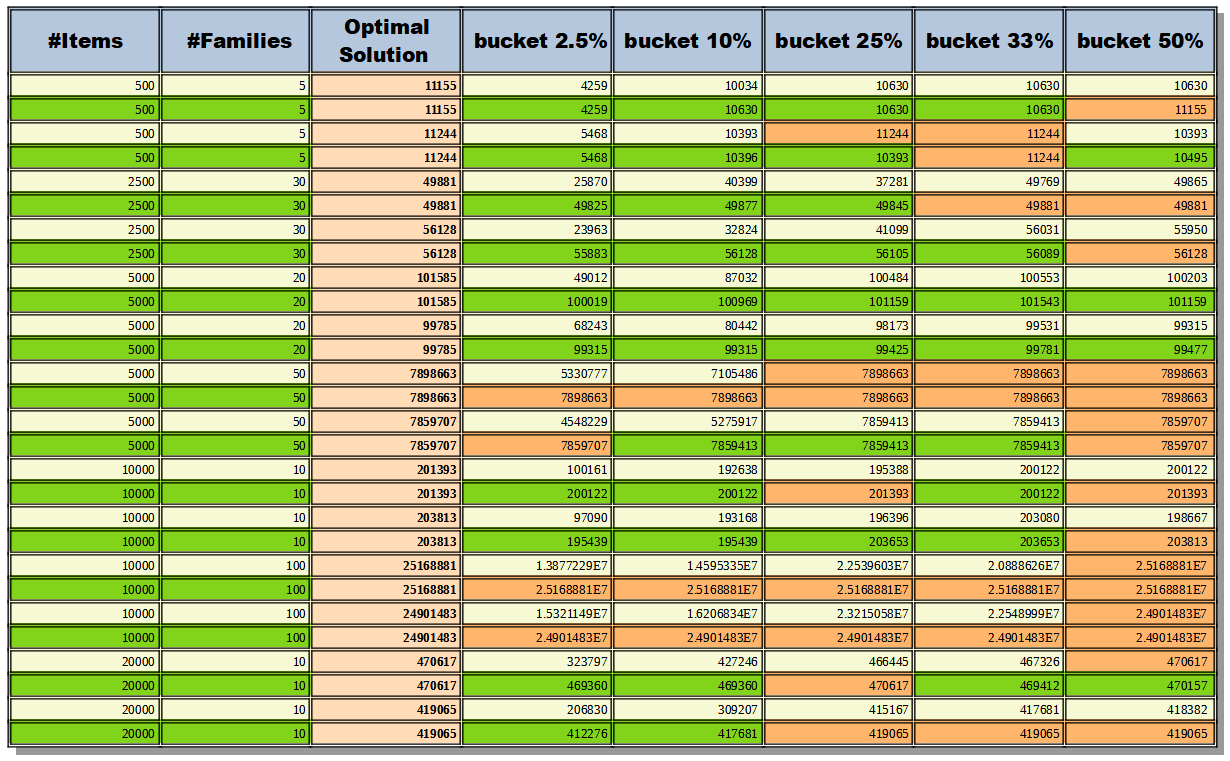 #Items #Families Optimal Solution bucket 2.5% bucket 10% bucket 25% bucket 33% bucket 50%
500 5 11155 4259 10034 10630 10630 10630
500 5 11155 4259 10630 10630 10630 11155
500 5 11244 5468 10393 11244 11244 10393
500 5 11244 5468 10396 10393 11244 10495
2500 30 49881 25870 40399 37281 49769 49865
2500 30 49881 49825 49877 49845 49881 49881
2500 30 56128 23963 32824 41099 56031 55950
2500 30 56128 55883 56128 56105 56089 56128
5000 20 101585 49012 87032 100484 100553 100203
5000 20 101585 100019 100969 101159 101543 101159
5000 20 99785 68243 80442 98173 99531 99315
5000 20 99785 99315 99315 99425 99781 99477
5000 50 7898663 5330777 7105486 7898663 7898663 7898663
5000 50 7898663 7898663 7898663 7898663 7898663 7898663
5000 50 7859707 4548229 5275917 7859413 7859413 7859707
5000 50 7859707 7859707 7859413 7859413 7859413 7859707
10000 10 201393 100161 192638 195388 200122 200122
10000 10 201393 200122 200122 201393 200122 201393
10000 10 203813 97090 193168 196396 203080 198667
10000 10 203813 195439 195439 203653 203653 203813
10000 100 25168881 1.3877229E7 1.4595335E7 2.2539603E7 2.0888626E7 2.5168881E7
10000 100 25168881 2.5168881E7 2.5168881E7 2.5168881E7 2.5168881E7 2.5168881E7
10000 100 24901483 1.5321149E7 1.6206834E7 2.3215058E7 2.2548999E7 2.4901483E7
10000 100 24901483 2.4901483E7 2.4901483E7 2.4901483E7 2.4901483E7 2.4901483E7
20000 10 470617 323797 427246 466445 467326 470617
20000 10 470617 469360 469360 470617 469412 470157
20000 10 419065 206830 309207 415167 417681 418382
20000 10 419065 412276 417681 419065 419065 419065